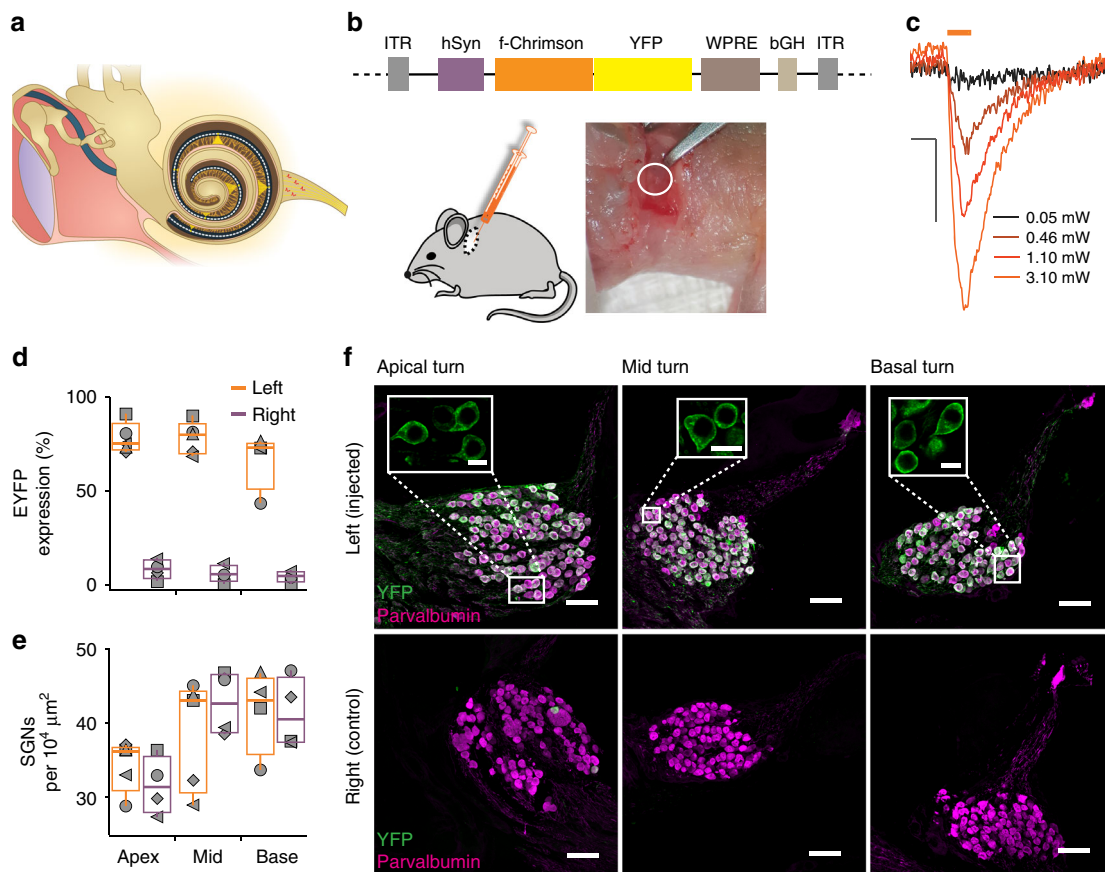 a
b
ITR hSyn f-Chrimson YFP WPRE bGH ITR
c
0.05 mW
0.46 mW
1.10 mW
3.10 mW
d
Left
Right
EYFP
expression (%)
100
50
0
e
SGNs
per 10⁴ µm²
50
40
30
Apex Mid Base
f
Apical turn Mid turn Basal turn
Left (injected)
YFP
Parvalbumin
Right (control)
YFP
Parvalbumin